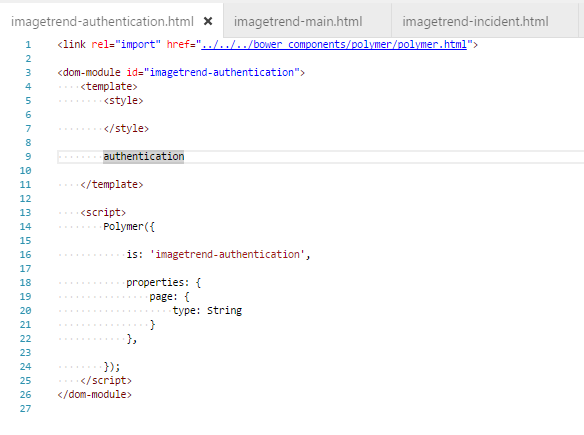 imagetrend-authentication.html × imagetrend-main.html imagetrend-incident.html
1 <link rel="import" href="../../../bower_components/polymer/polymer.html">
2
3 <dom-module id="imagetrend-authentication">
4 <template>
5 <style>
6
7 </style>
8
9 authentication
10
11 </template>
12
13 <script>
14 Polymer({
15
16 is: 'imagetrend-authentication',
17
18 properties: {
19 page: {
20 type: String
21 }
22 },
23
24 });
25 </script>
26 </dom-module>
27